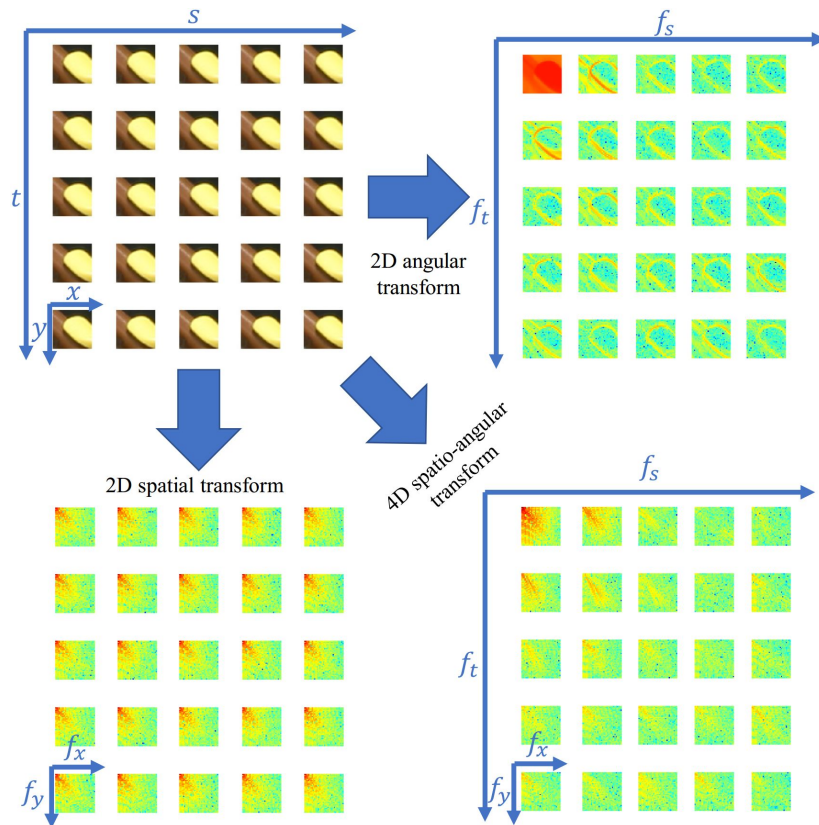 s
f_s
t
f_t
2D angular
transform
x
y
2D spatial transform
4D spatio-angular
transform
f_s
f_t
f_x
f_y
f_x
f_y